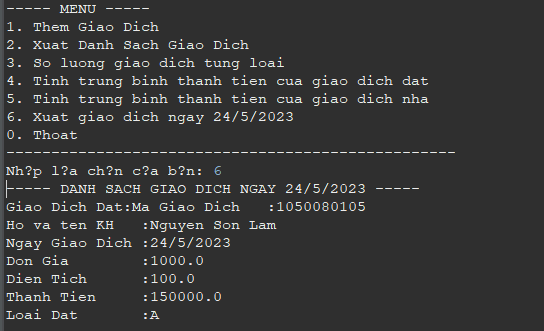 ----- MENU -----
1. Them Giao Dich
2. Xuat Danh Sach Giao Dich
3. So luong giao dich tung loai
4. Tinh trung binh thanh tien cua giao dich dat
5. Tinh trung binh thanh tien cua giao dich nha
6. Xuat giao dich ngay 24/5/2023
0. Thoat
---------------------------------------------------
Nh?p l?a ch?n c?a b?n: 6
----- DANH SACH GIAO DICH NGAY 24/5/2023 -----
Giao Dich Dat:Ma Giao Dich   :1050080105
Ho va ten KH   :Nguyen Son Lam
Ngay Giao Dich :24/5/2023
Don Gia        :1000.0
Dien Tich      :100.0
Thanh Tien     :150000.0
Loai Dat       :A